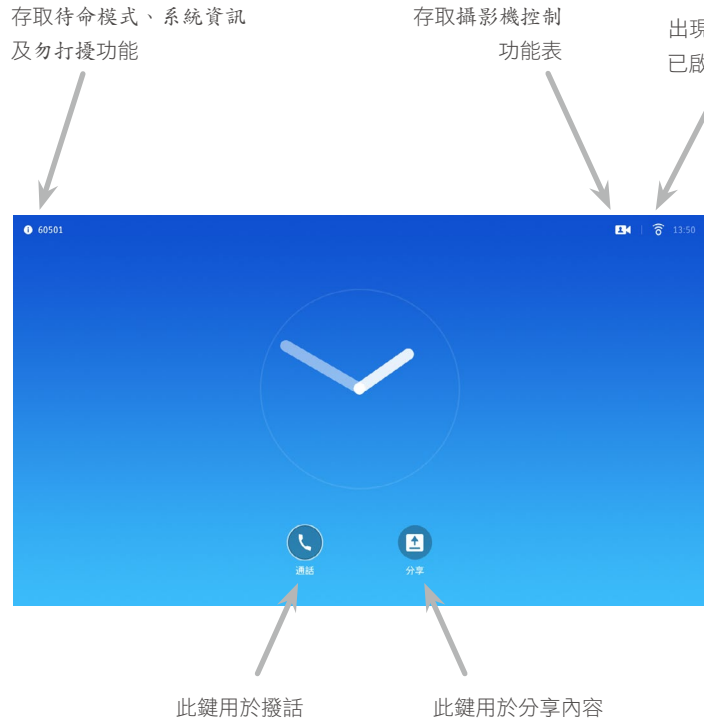 存取待命模式、系統資訊
及勿打擾功能
存取攝影機控制
功能表
出現
已啟
60501
13:50
通話
分享
此鍵用於撥話
此鍵用於分享內容